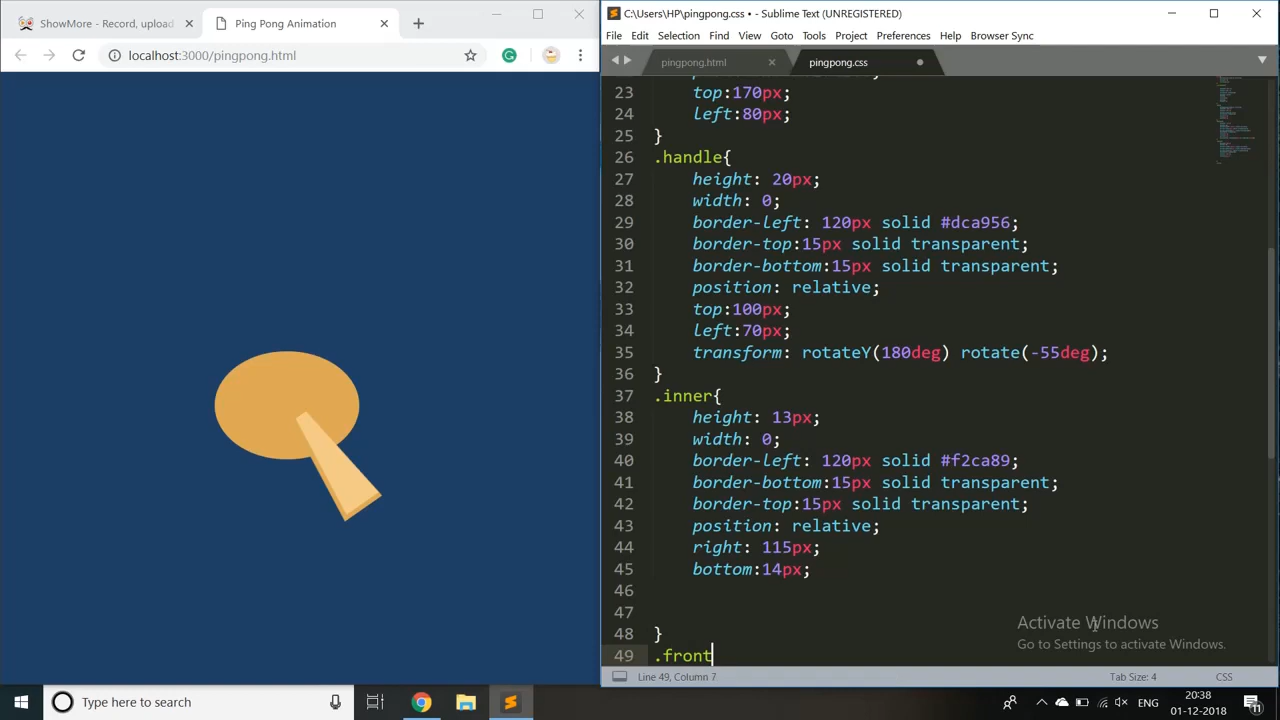 ShowMore - Record, upload
Ping Pong Animation
localhost:3000/pingpong.html
C:\Users\HP\pingpong.css • - Sublime Text (UNREGISTERED)
File Edit Selection Find View Goto Tools Project Preferences Help Browser Sync
pingpong.html
pingpong.css
23 top:170px;
24 left:80px;
25 }
26 .handle{
27 height: 20px;
28 width: 0;
29 border-left: 120px solid #dca956;
30 border-top:15px solid transparent;
31 border-bottom:15px solid transparent;
32 position: relative;
33 top:100px;
34 left:70px;
35 transform: rotateY(180deg) rotate(-55deg);
36 }
37 .inner{
38 height: 13px;
39 width: 0;
40 border-left: 120px solid #f2ca89;
41 border-bottom:15px solid transparent;
42 border-top:15px solid transparent;
43 position: relative;
44 right: 115px;
45 bottom:14px;
46
47
48 }
49 .front
Activate Windows
Go to Settings to activate Windows.
Line 49, Column 7
Tab Size: 4
CSS
Type here to search
ENG
20:38
01-12-2018
11